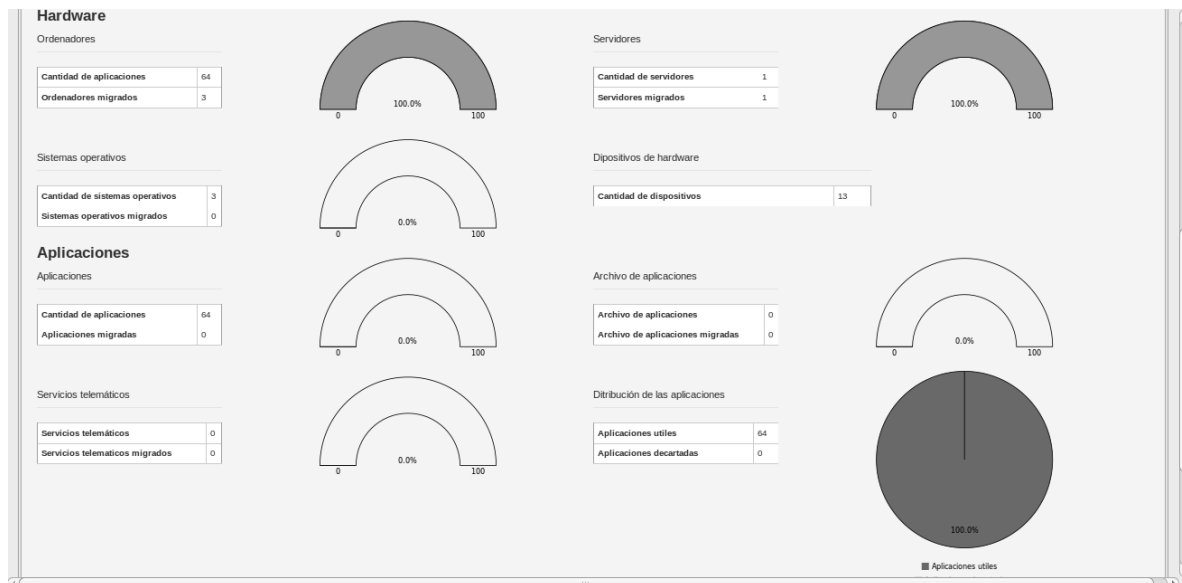 Hardware
Ordenadores
Cantidad de aplicaciones 64
Ordenadores migrados 3
100.0%
0 100
Servidores
Cantidad de servidores 1
Servidores migrados 1
100.0%
0 100
Sistemas operativos
Cantidad de sistemas operativos 3
Sistemas operativos migrados 0
0.0%
0 100
Dipositivos de hardware
Cantidad de dispositivos 13
Aplicaciones
Aplicaciones
Cantidad de aplicaciones 64
Aplicaciones migradas 0
0.0%
0 100
Archivo de aplicaciones
Archivo de aplicaciones 0
Archivo de aplicaciones migradas 0
0.0%
0 100
Servicios telemáticos
Servicios telemáticos 0
Servicios telematicos migrados 0
0.0%
0 100
Ditribución de las aplicaciones
Aplicaciones utiles 64
Aplicaciones decartadas 0
100.0%
Aplicaciones utiles